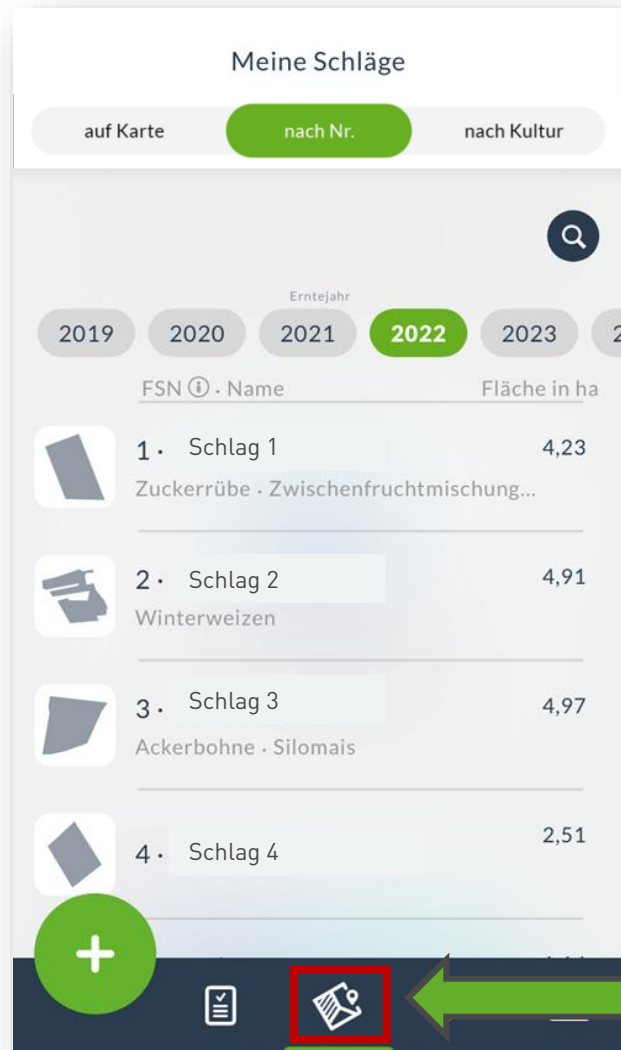 Meine Schläge
auf Karte nach Nr. nach Kultur
Erntejahr
2019 2020 2021 2022 2023
FSN · Name Fläche in ha
1 · Schlag 1 4,23
Zuckerrübe · Zwischenfruchtmischung...
2 · Schlag 2 4,91
Winterweizen
3 · Schlag 3 4,97
Ackerbohne · Silomais
4 · Schlag 4 2,51